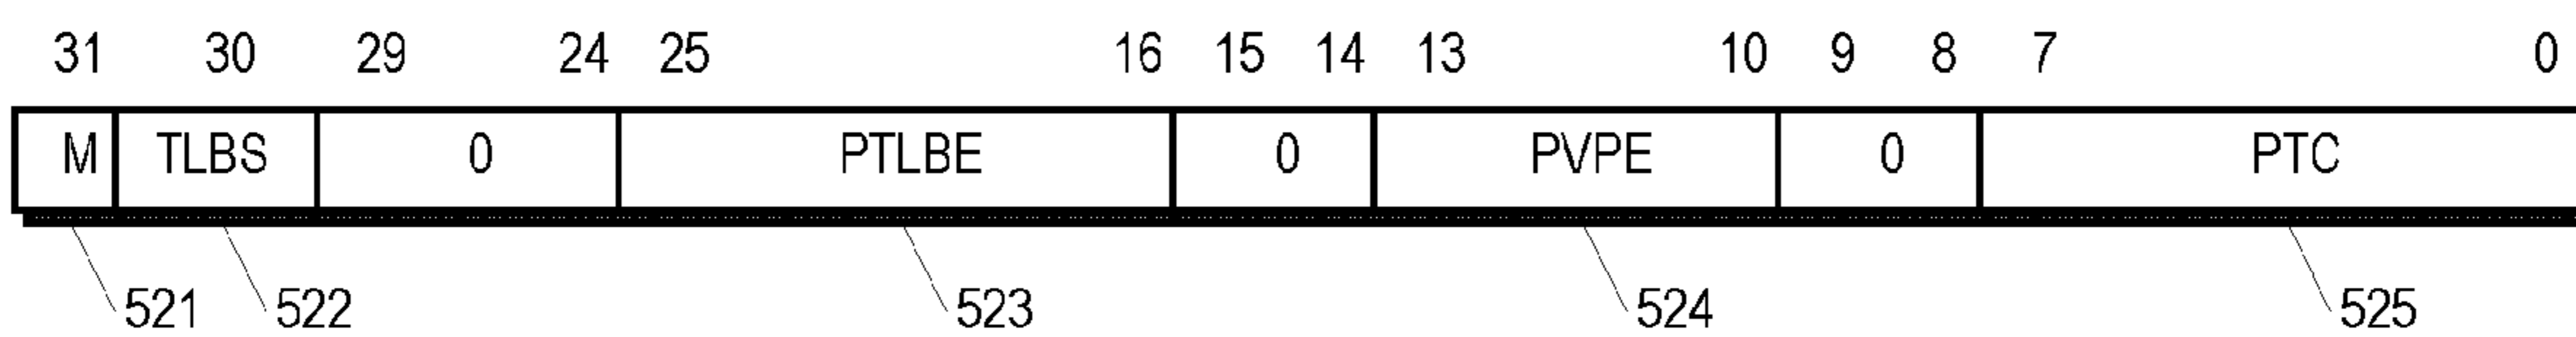 31 30 29 24 25 16 15 14 13 10 9 8 7 0
M TLBS 0 PTLBE 0 PVPE 0 PTC
521 522 523 524 525